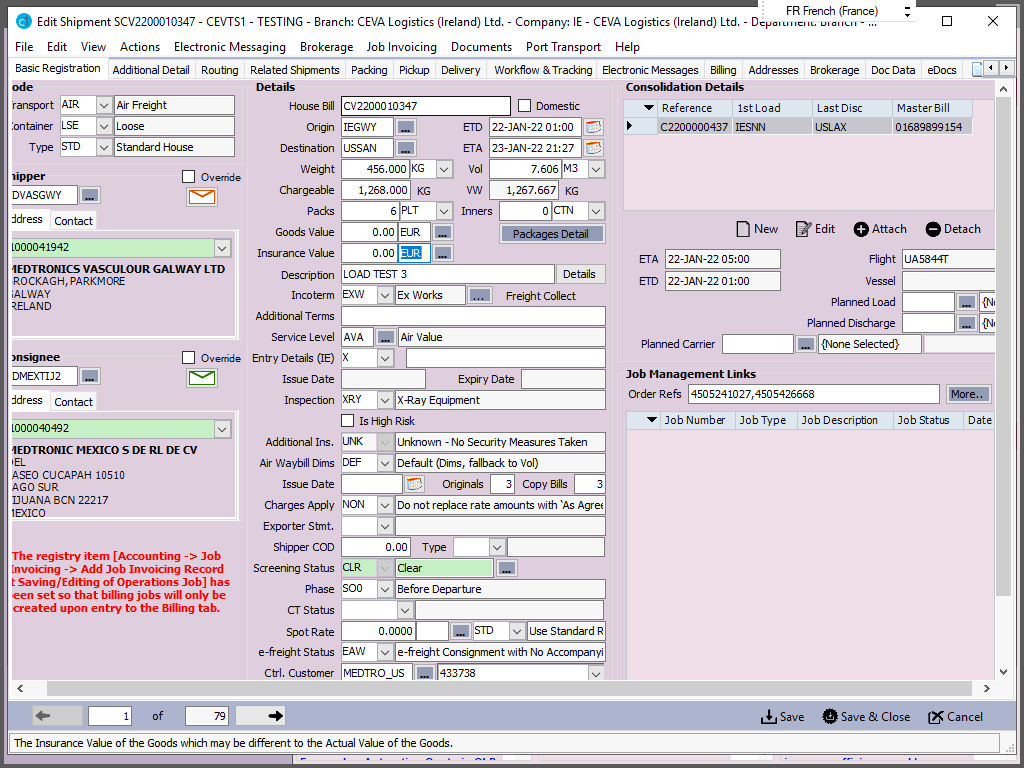 Edit Shipment SCV2200010347 - CEVTS1 - TESTING - Branch: CEVA Logistics (Ireland) Ltd. - Company: IE - CEVA Logistics (Ireland) Ltd. - Department: Branch - ...
FR French (France)
File Edit View Actions Electronic Messaging Brokerage Job Invoicing Documents Port Transport Help
Basic Registration Additional Detail Routing Related Shipments Packing Pickup Delivery Workflow & Tracking Electronic Messages Billing Addresses Brokerage Doc Data eDocs
ode
ransport AIR Air Freight
ontainer LSE Loose
Type STD Standard House
hipper
Override
DVASGWY ...
ddress Contact
1000041942
MEDTRONICS VASCULOUR GALWAY LTD
BROCKAGH, PARKMORE
GALWAY
IRELAND
onsignee
Override
DMEXTIJ2 ...
ddress Contact
1000040492
MEDTRONIC MEXICO S DE RL DE CV
DEL
PASEO CUCAPAH 10510
AGO SUR
TIJUANA BCN 22217
MEXICO
The registry item [Accounting -> Job
Invoicing -> Add Job Invoicing Record
t Saving/Editing of Operations Job] has
een set so that billing jobs will only be
created upon entry to the Billing tab.
Details
House Bill CV2200010347 Domestic
Origin IEGWY ... ETD 22-JAN-22 01:00
Destination USSAN ... ETA 23-JAN-22 21:27
Weight 456.000 KG Vol 7.606 M3
Chargeable 1,268.000 KG VW 1,267.667 KG
Packs 6 PLT Inners 0 CTN
Goods Value 0.00 EUR ... Packages Detail
Insurance Value 0.00 EUR ...
Description LOAD TEST 3 Details
Incoterm EXW Ex Works ... Freight Collect
Additional Terms
Service Level AVA ... Air Value
Entry Details (IE) X
Issue Date Expiry Date
Inspection XRY X-Ray Equipment
Is High Risk
Additional Ins. UNK Unknown - No Security Measures Taken
Air Waybill Dims DEF Default (Dims, fallback to Vol)
Issue Date Originals 3 Copy Bills 3
Charges Apply NON Do not replace rate amounts with 'As Agree
Exporter Stmt.
Shipper COD 0.00 Type
Screening Status CLR Clear ...
Phase SO0 Before Departure
CT Status
Spot Rate 0.0000 ... STD Use Standard R
e-freight Status EAW e-freight Consignment with No Accompanyi
Ctrl. Customer MEDTRO_US ... 433738
Consolidation Details
Reference 1st Load Last Disc Master Bill
C2200000437 IESNN USLAX 01689899154
New Edit Attach Detach
ETA 22-JAN-22 05:00 Flight UA5844T
ETD 22-JAN-22 01:00 Vessel
Planned Load ... {No
Planned Discharge ... {No
Planned Carrier ... {None Selected}
Job Management Links
Order Refs 4505241027,4505426668 More..
Job Number Job Type Job Description Job Status Date
1 of 79
Save Save & Close Cancel
The Insurance Value of the Goods which may be different to the Actual Value of the Goods.